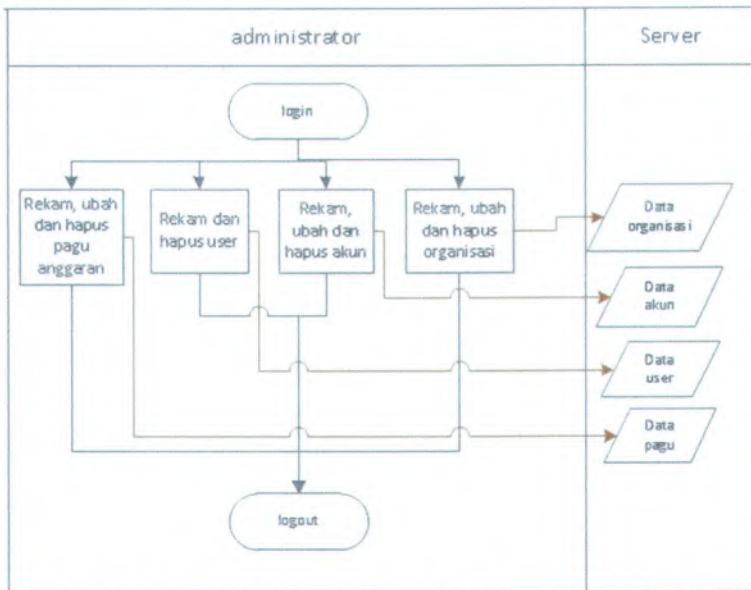 administrator
Server
login
Rekam, ubah
dan hapus
pagu
anggaran
Rekam dan
hapus user
Rekam,
ubah dan
hapus akun
Rekam, ubah
dan hapus
organisasi
Data
organisasi
Data
akun
Data
user
Data
pagu
logout